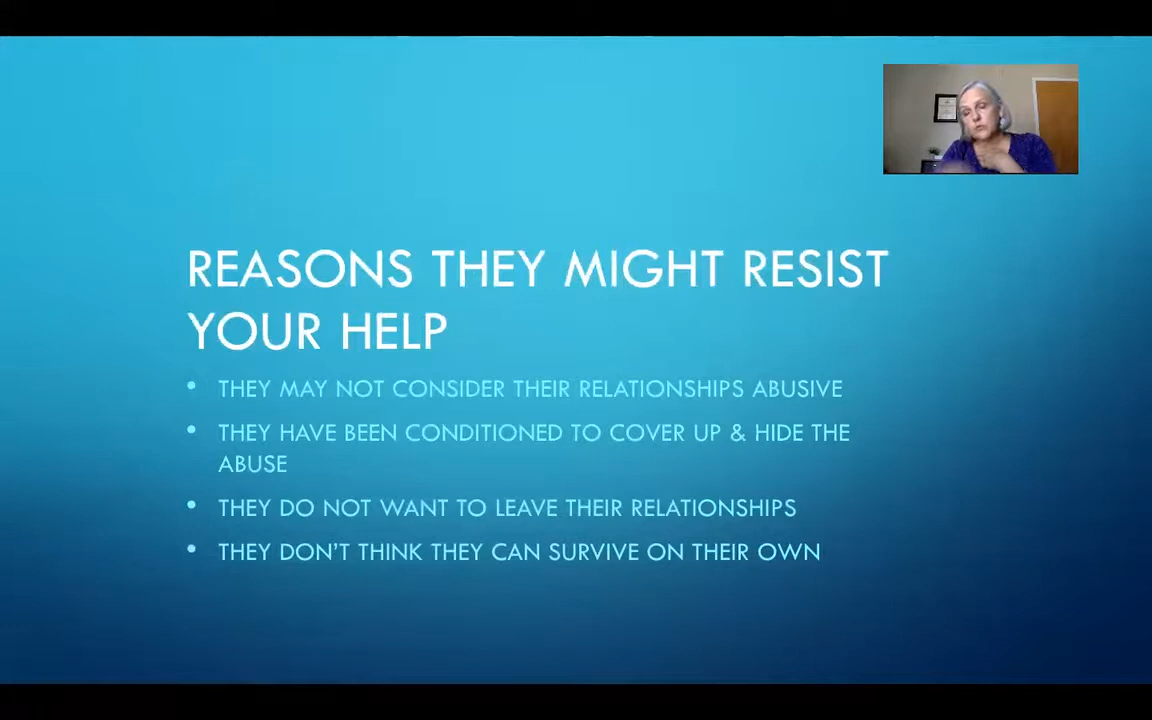 REASONS THEY MIGHT RESIST
YOUR HELP
• THEY MAY NOT CONSIDER THEIR RELATIONSHIPS ABUSIVE
• THEY HAVE BEEN CONDITIONED TO COVER UP & HIDE THE
ABUSE
• THEY DO NOT WANT TO LEAVE THEIR RELATIONSHIPS
• THEY DON'T THINK THEY CAN SURVIVE ON THEIR OWN